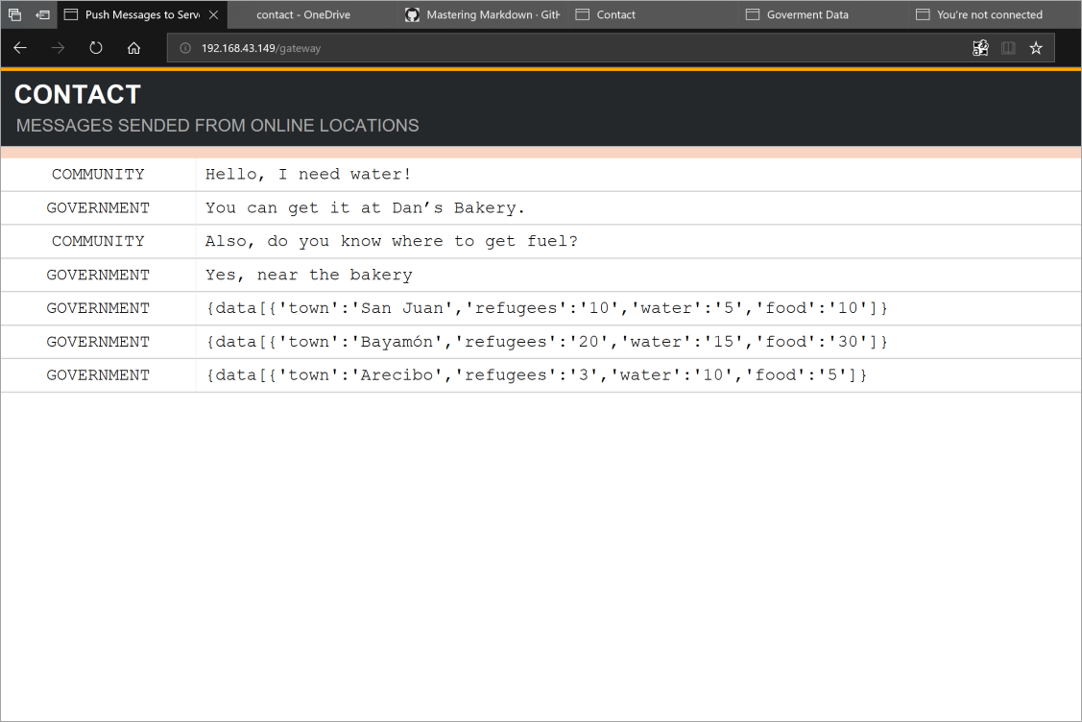 Push Messages to Serv
contact - OneDrive
Mastering Markdown · GitH
Contact
Goverment Data
You're not connected
192.168.43.149/gateway
CONTACT
MESSAGES SENDED FROM ONLINE LOCATIONS
COMMUNITY Hello, I need water!
GOVERNMENT You can get it at Dan’s Bakery.
COMMUNITY Also, do you know where to get fuel?
GOVERNMENT Yes, near the bakery
GOVERNMENT {data[{'town':'San Juan','refugees':'10','water':'5','food':'10']}
GOVERNMENT {data[{'town':'Bayamón','refugees':'20','water':'15','food':'30']}
GOVERNMENT {data[{'town':'Arecibo','refugees':'3','water':'10','food':'5']}